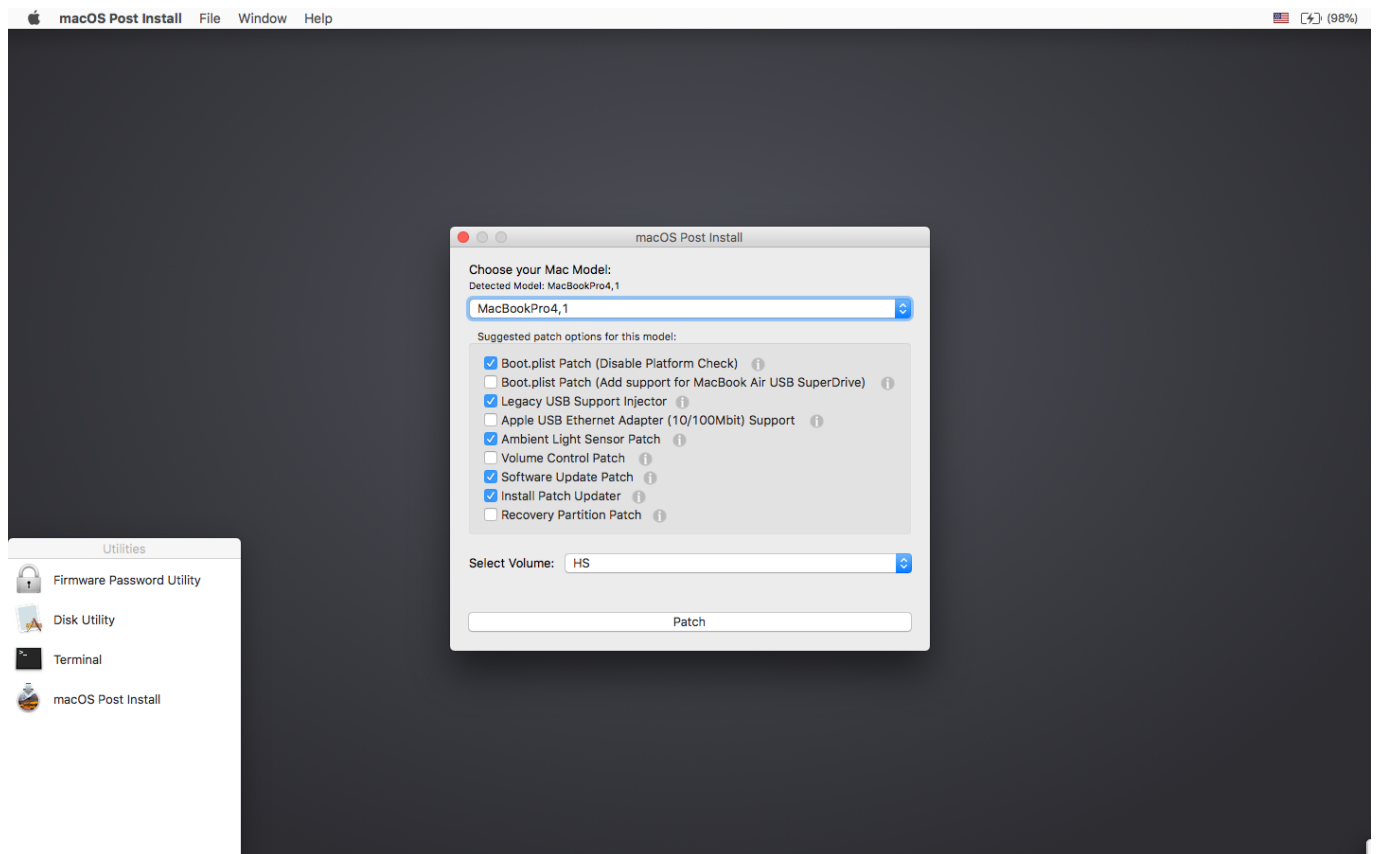 macOS Post Install File Window Help (98%)
macOS Post Install
Choose your Mac Model:
Detected Model: MacBookPro4,1
MacBookPro4,1
Suggested patch options for this model:
Boot.plist Patch (Disable Platform Check)
Boot.plist Patch (Add support for MacBook Air USB SuperDrive)
Legacy USB Support Injector
Apple USB Ethernet Adapter (10/100Mbit) Support
Ambient Light Sensor Patch
Volume Control Patch
Software Update Patch
Install Patch Updater
Recovery Partition Patch
Select Volume: HS
Patch
Utilities
Firmware Password Utility
Disk Utility
Terminal
macOS Post Install